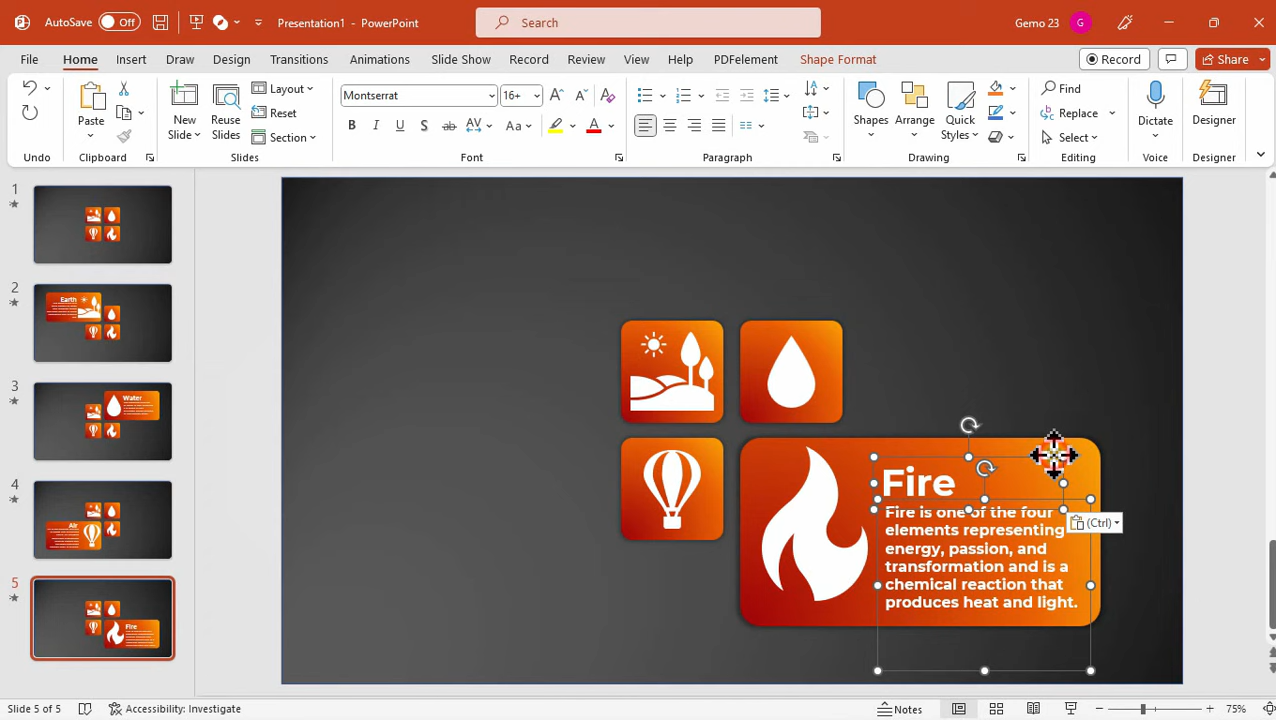 AutoSave Off Presentation1 - PowerPoint Search Gemo 23 G
File Home Insert Draw Design Transitions Animations Slide Show Record Review View Help PDFelement Shape Format Record Share
Paste New Slide Reuse Slides Layout Reset Section
Montserrat 16+
Shapes Arrange Quick Styles
Find
Replace
Select
Dictate Designer
Undo Clipboard Slides Font Paragraph Drawing Editing Voice Designer
1
2
Earth
3
Water
4
Air
5
Fire
Fire
Fire is one of the four
elements representing
energy, passion, and
transformation and is a
chemical reaction that
produces heat and light.
(Ctrl)
Slide 5 of 5 Accessibility: Investigate Notes 75%